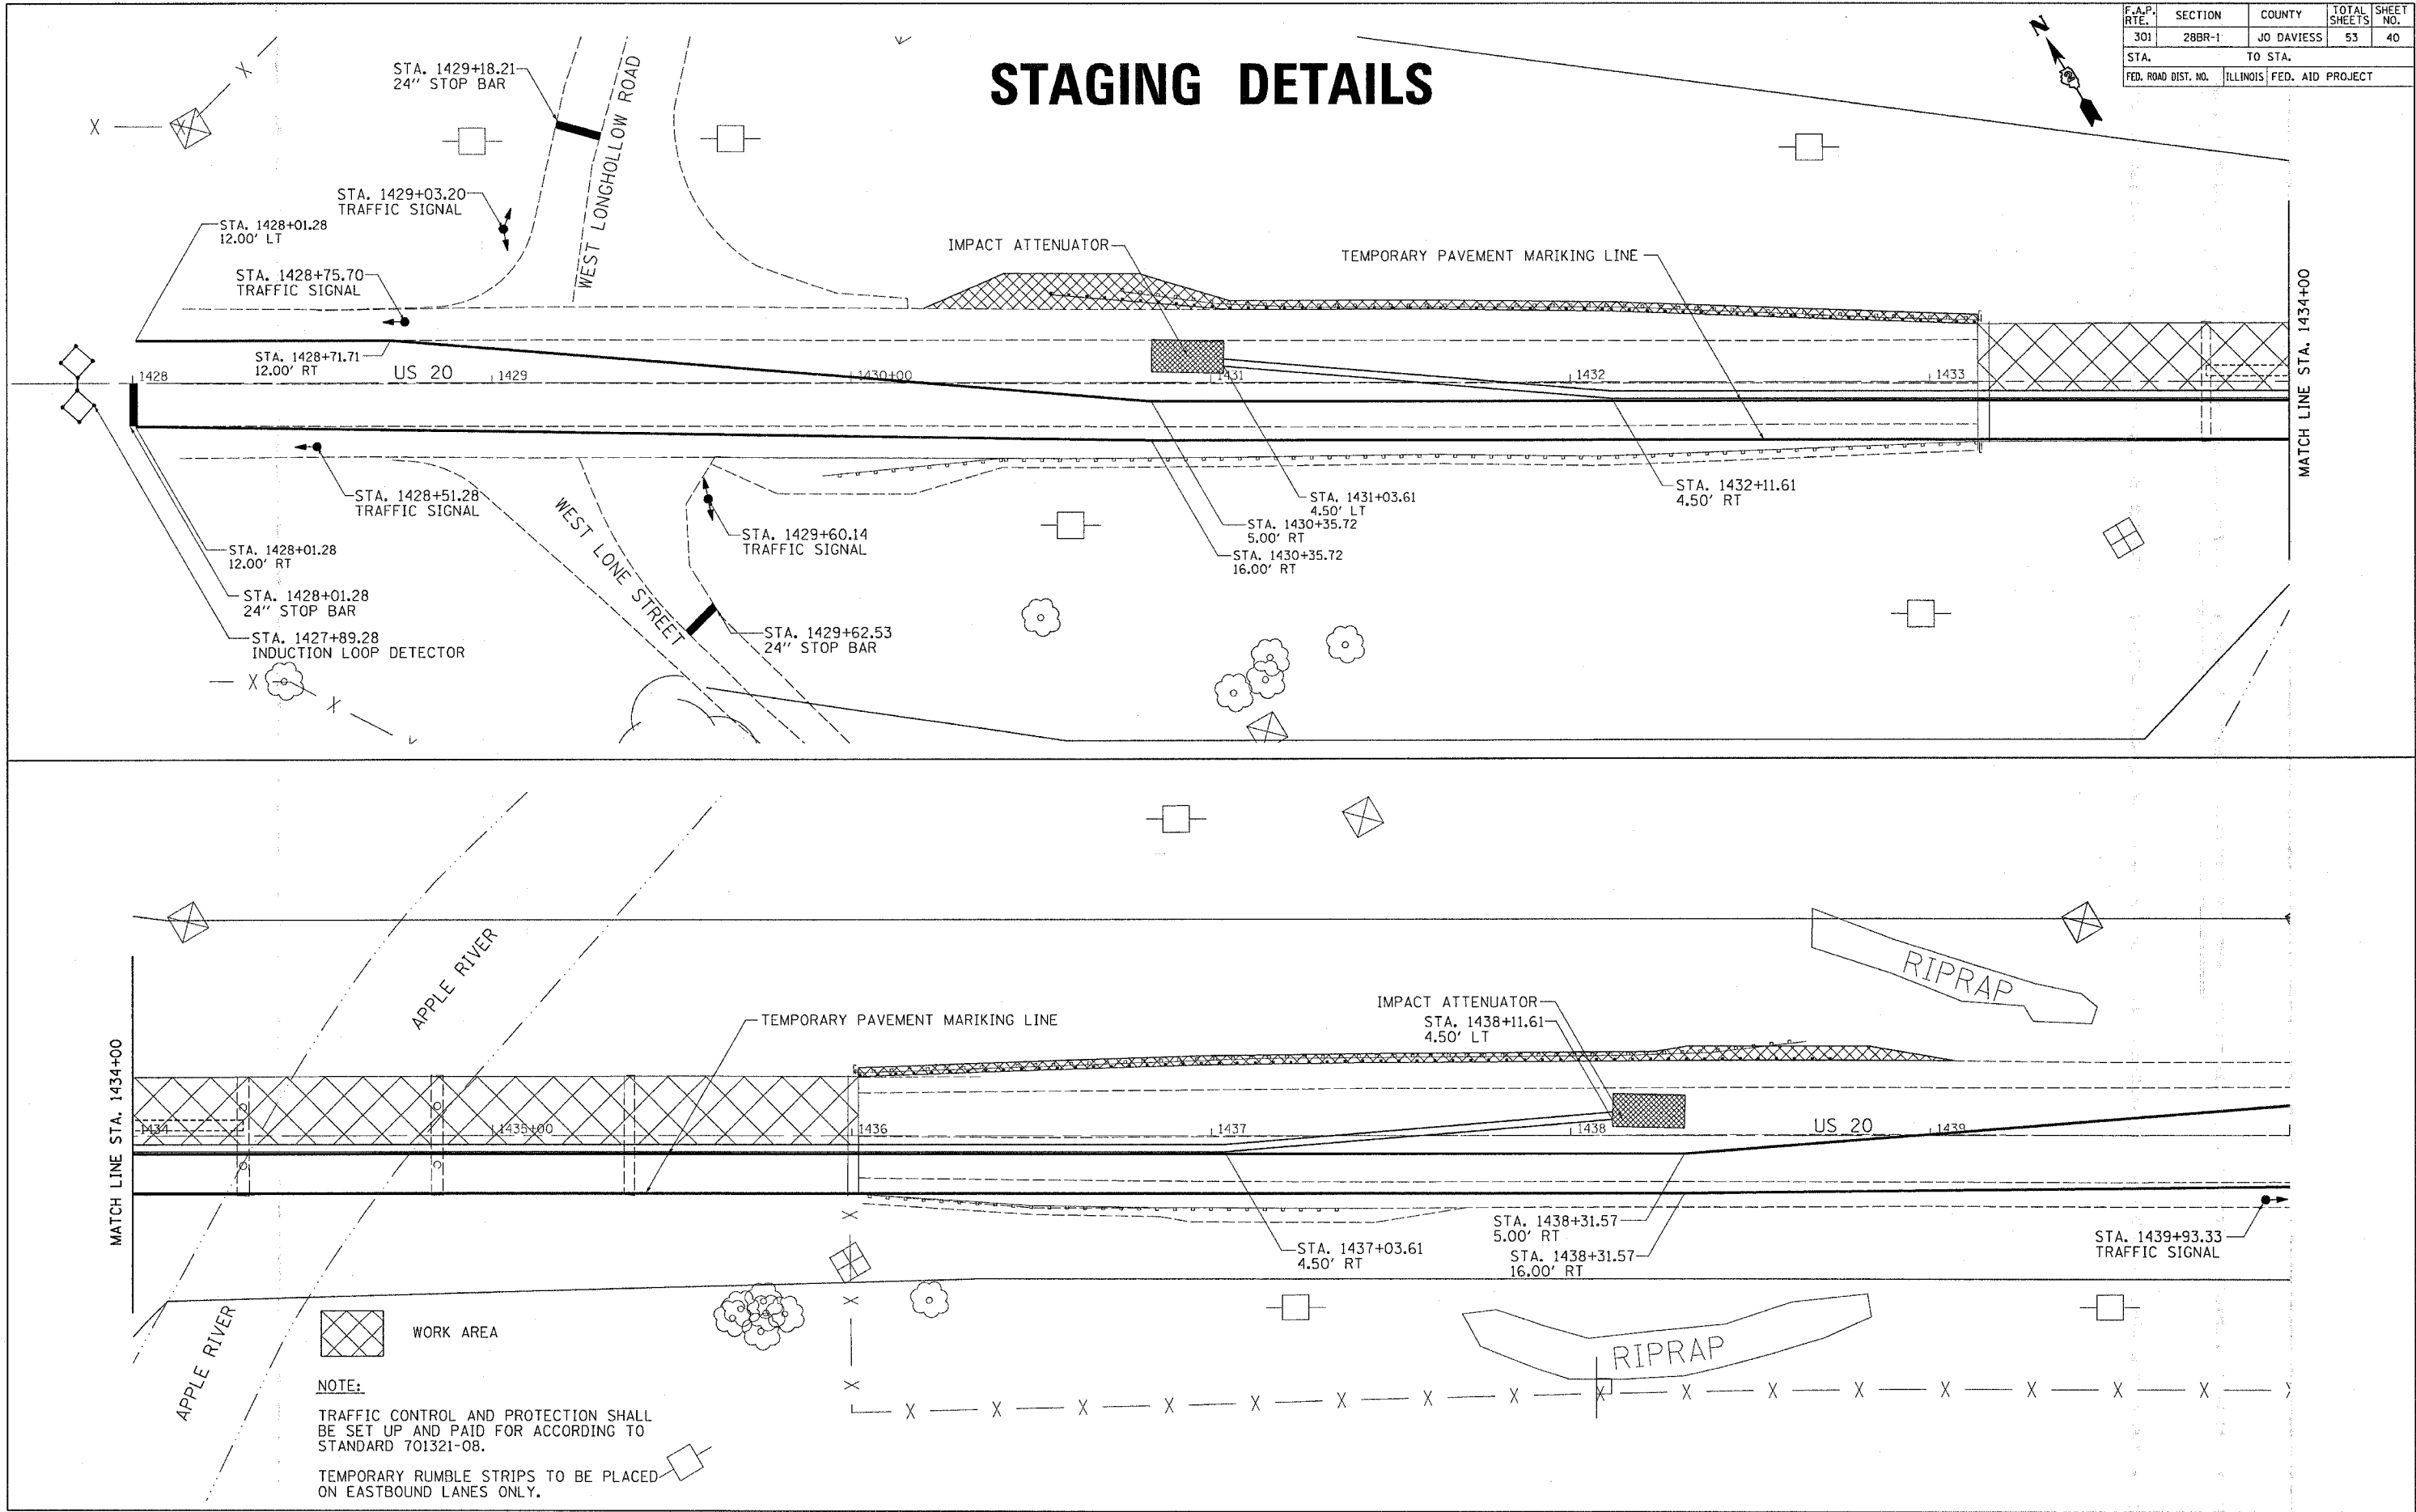 STAGING DETAILS
N
F.A.P. RTE. SECTION COUNTY TOTAL SHEETS SHEET NO.
301 28BR-1 JO DAVIESS 53 40
STA. TO STA.
FED. ROAD DIST. NO. ILLINOIS FED. AID PROJECT
STA. 1429+18.21
24" STOP BAR
WEST LONGHOLLOW ROAD
STA. 1429+03.20
TRAFFIC SIGNAL
STA. 1428+01.28
12.00' LT
STA. 1428+75.70
TRAFFIC SIGNAL
IMPACT ATTENUATOR
TEMPORARY PAVEMENT MARIKING LINE
STA. 1428+71.71
12.00' RT
US 20
1428
1429
1430+00
1431
1432
1433
MATCH LINE STA. 1434+00
STA. 1428+51.28
TRAFFIC SIGNAL
WEST LONE STREET
STA. 1429+60.14
TRAFFIC SIGNAL
STA. 1431+03.61
4.50' LT
STA. 1430+35.72
5.00' RT
STA. 1430+35.72
16.00' RT
STA. 1432+11.61
4.50' RT
STA. 1428+01.28
12.00' RT
STA. 1428+01.28
24" STOP BAR
STA. 1427+89.28
INDUCTION LOOP DETECTOR
STA. 1429+62.53
24" STOP BAR
APPLE RIVER
TEMPORARY PAVEMENT MARIKING LINE
IMPACT ATTENUATOR
STA. 1438+11.61
4.50' LT
RIPRAP
MATCH LINE STA. 1434+00
1434
1435+00
1436
1437
1438
US 20
1439
STA. 1437+03.61
4.50' RT
STA. 1438+31.57
5.00' RT
STA. 1438+31.57
16.00' RT
STA. 1439+93.33
TRAFFIC SIGNAL
APPLE RIVER
WORK AREA
RIPRAP
NOTE:
TRAFFIC CONTROL AND PROTECTION SHALL
BE SET UP AND PAID FOR ACCORDING TO
STANDARD 701321-08.
TEMPORARY RUMBLE STRIPS TO BE PLACED
ON EASTBOUND LANES ONLY.